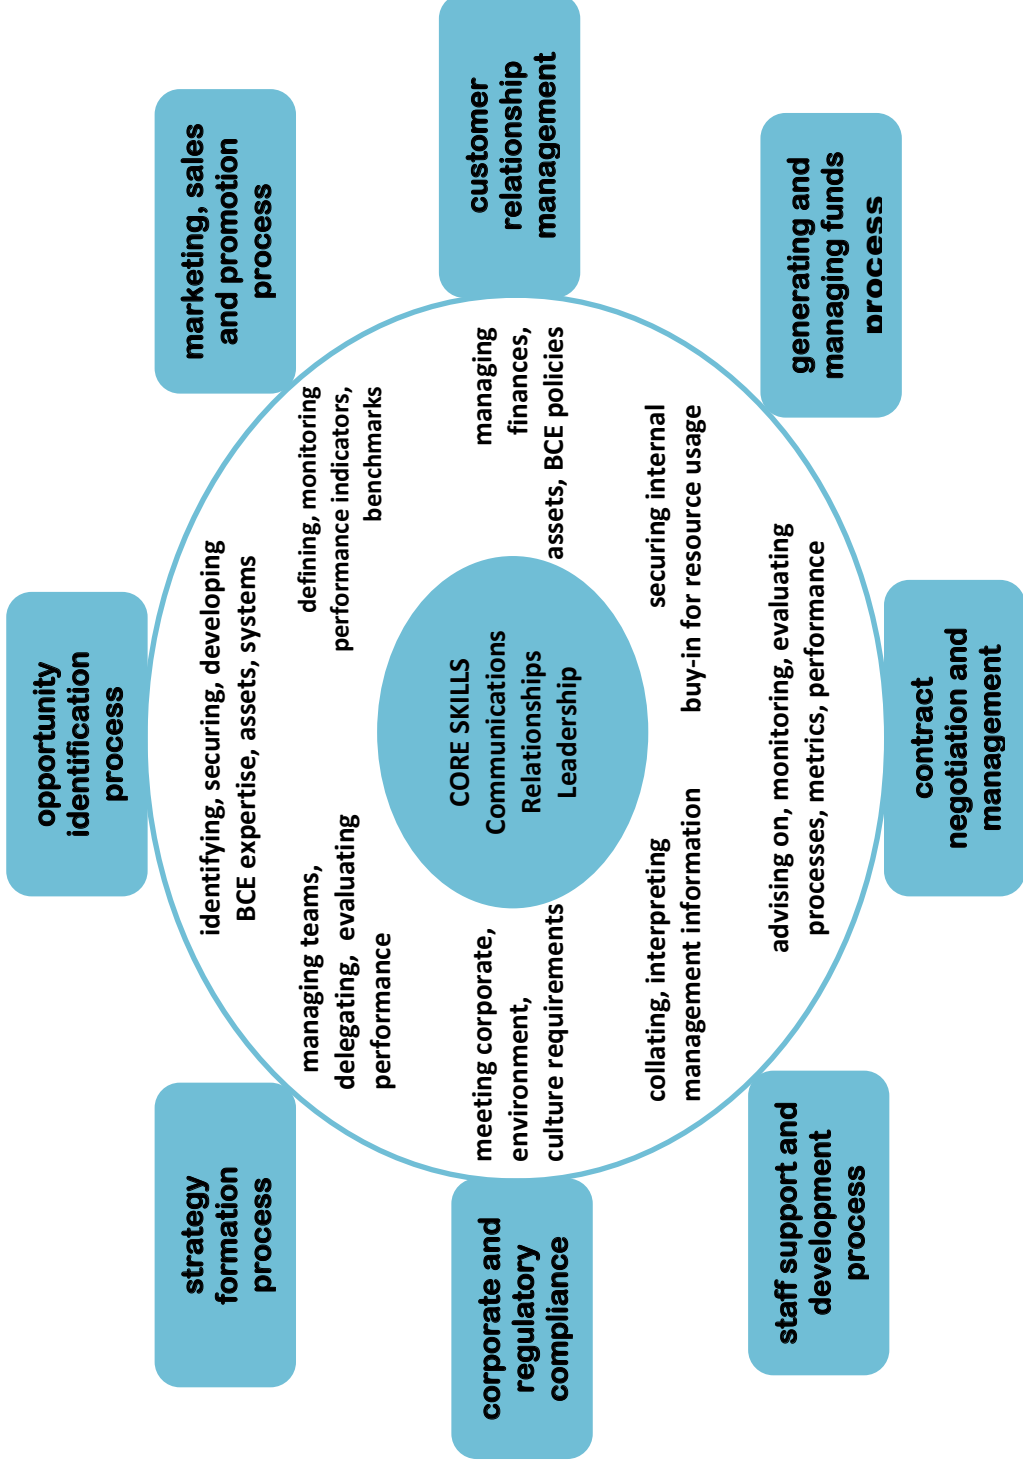 opportunity
identification
process
strategy
formation
process
marketing, sales
and promotion
process
identifying, securing, developing
BCE expertise, assets, systems
managing teams,
delegating, evaluating
performance
defining, monitoring
performance indicators,
benchmarks
corporate and
regulatory
compliance
meeting corporate,
environment,
culture requirements
CORE SKILLS
Communications
Relationships
Leadership
managing
finances,
assets, BCE policies
customer
relationship
management
collating, interpreting
management information
securing internal
buy-in for resource usage
advising on, monitoring, evaluating
processes, metrics, performance
staff support and
development
process
generating and
managing funds
process
contract
negotiation and
management